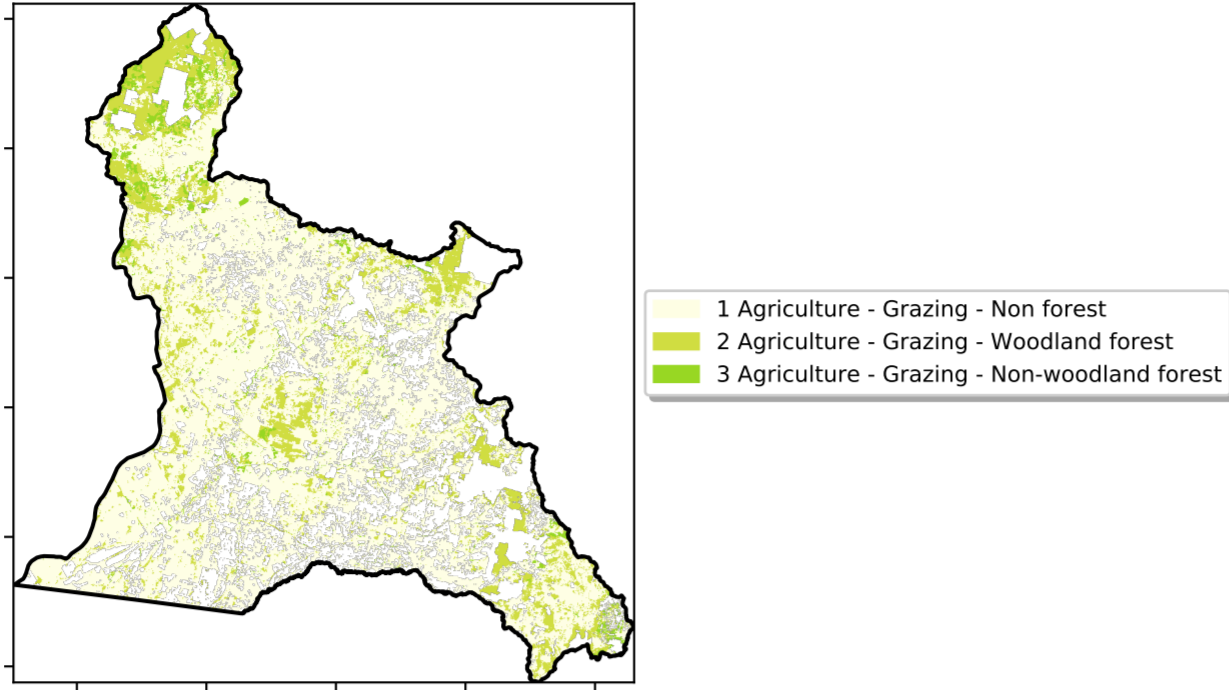 1 Agriculture - Grazing - Non forest
2 Agriculture - Grazing - Woodland forest
3 Agriculture - Grazing - Non-woodland forest